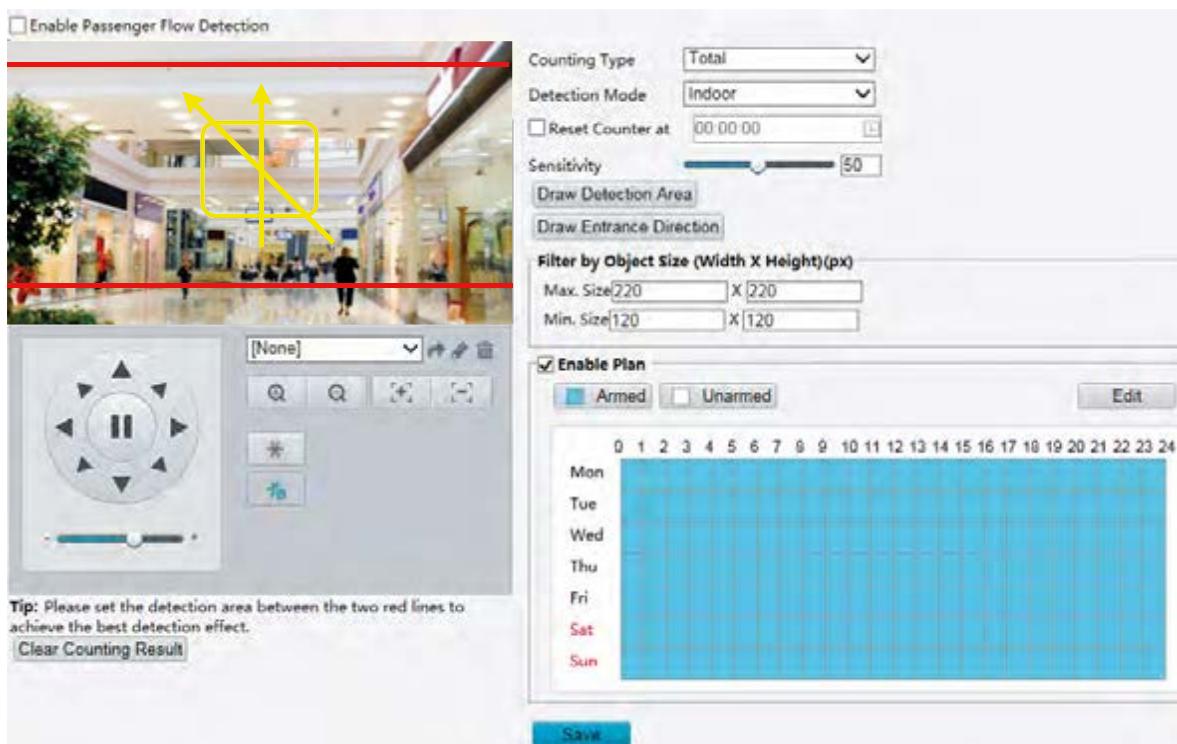 Enable Passenger Flow Detection
Counting Type Total
Detection Mode Indoor
Reset Counter at 00:00:00
Sensitivity 50
Draw Detection Area
Draw Entrance Direction
Filter by Object Size (Width X Height)(px)
Max. Size 220 X 220
Min. Size 120 X 120
[None]
Enable Plan
Armed Unarmed Edit
0 1 2 3 4 5 6 7 8 9 10 11 12 13 14 15 16 17 18 19 20 21 22 23 24
Mon
Tue
Wed
Thu
Fri
Sat
Sun
- +
Tip: Please set the detection area between the two red lines to
achieve the best detection effect.
Clear Counting Result
Save